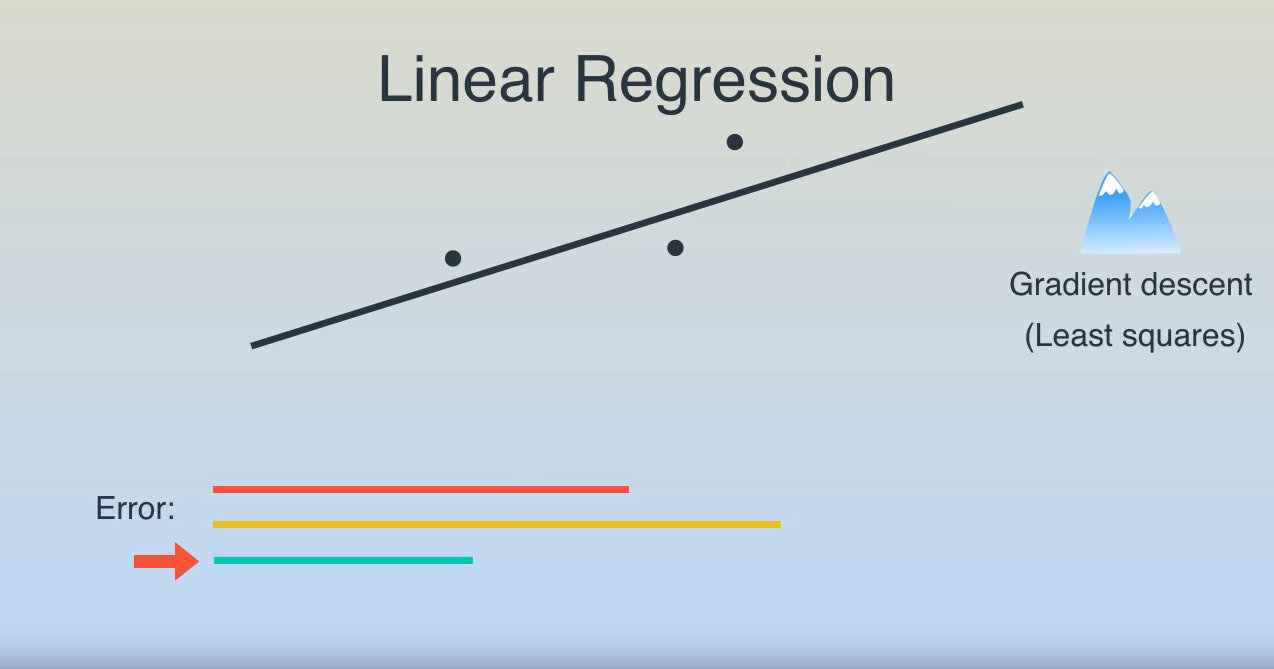 Linear Regression
Gradient descent
(Least squares)
Error: